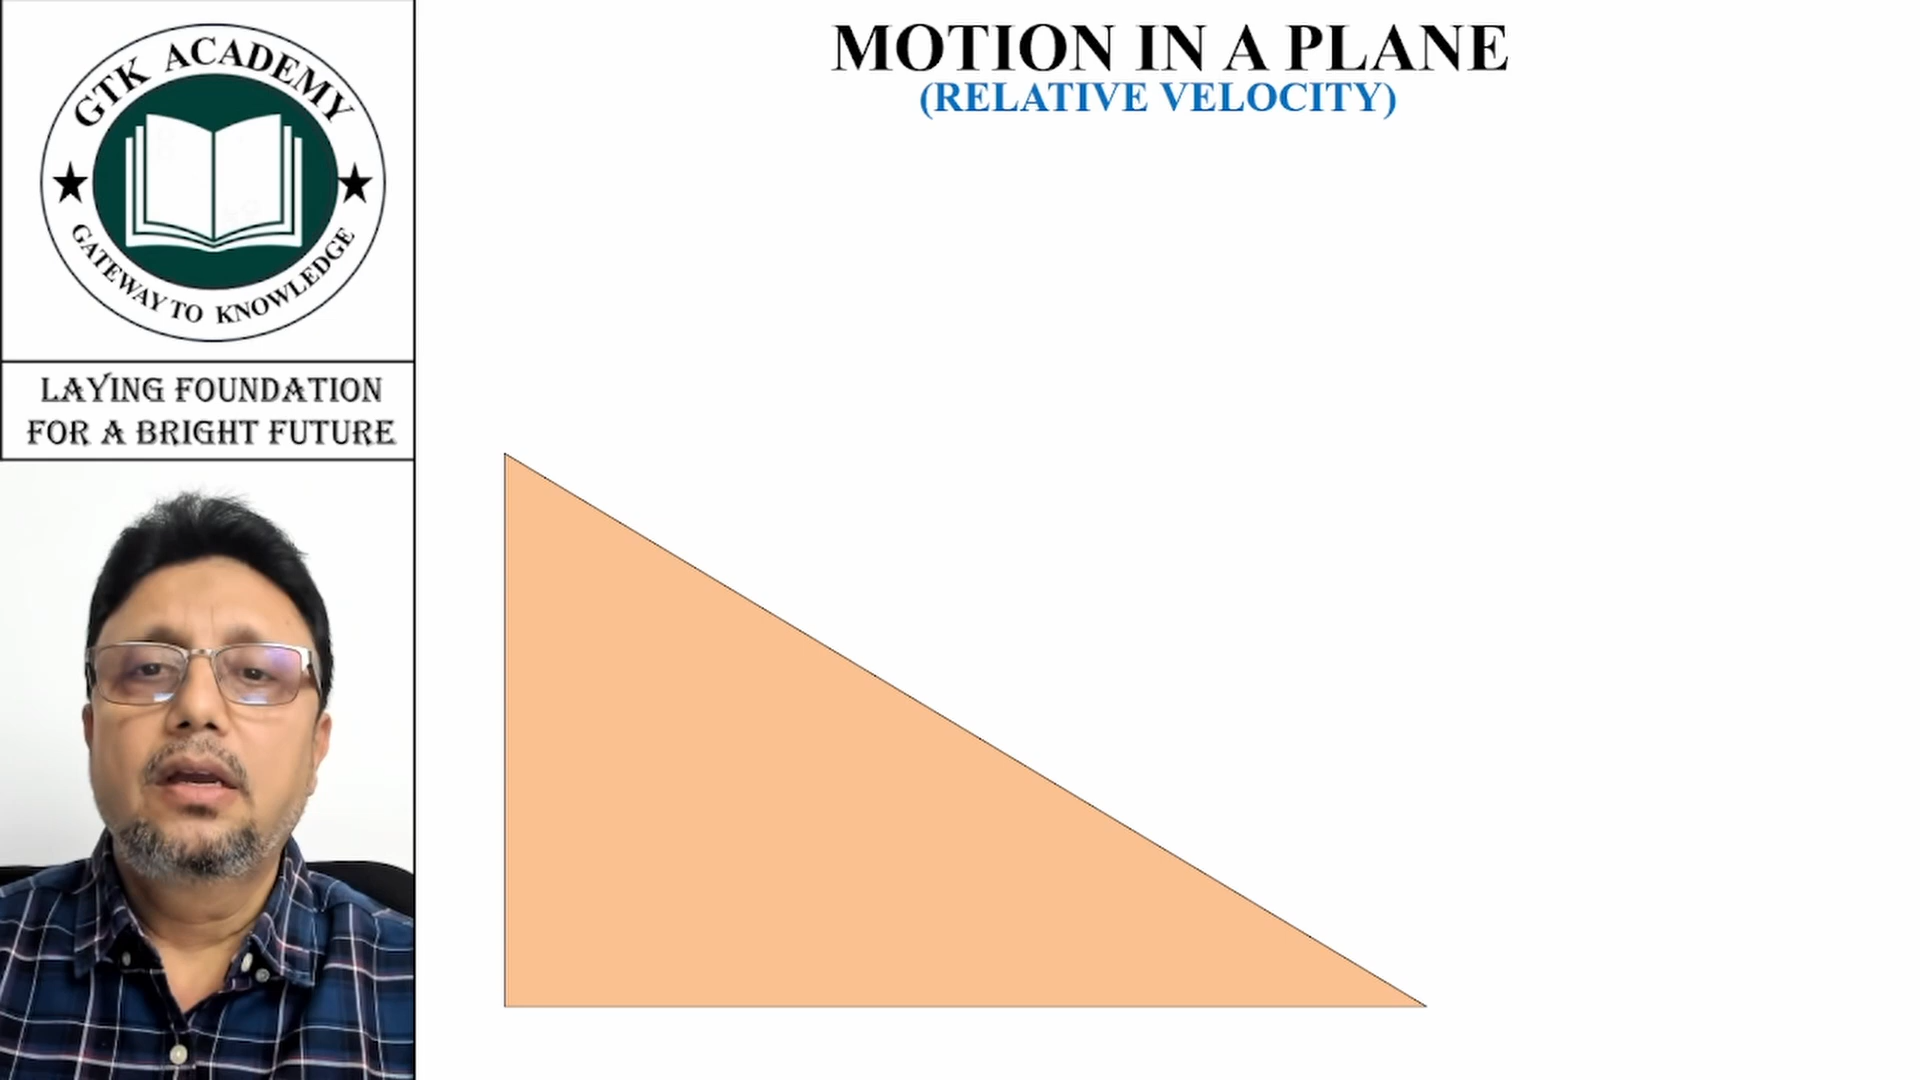 GTK ACADEMY
GATEWAY TO KNOWLEDGE
LAYING FOUNDATION
FOR A BRIGHT FUTURE
MOTION IN A PLANE
(RELATIVE VELOCITY)